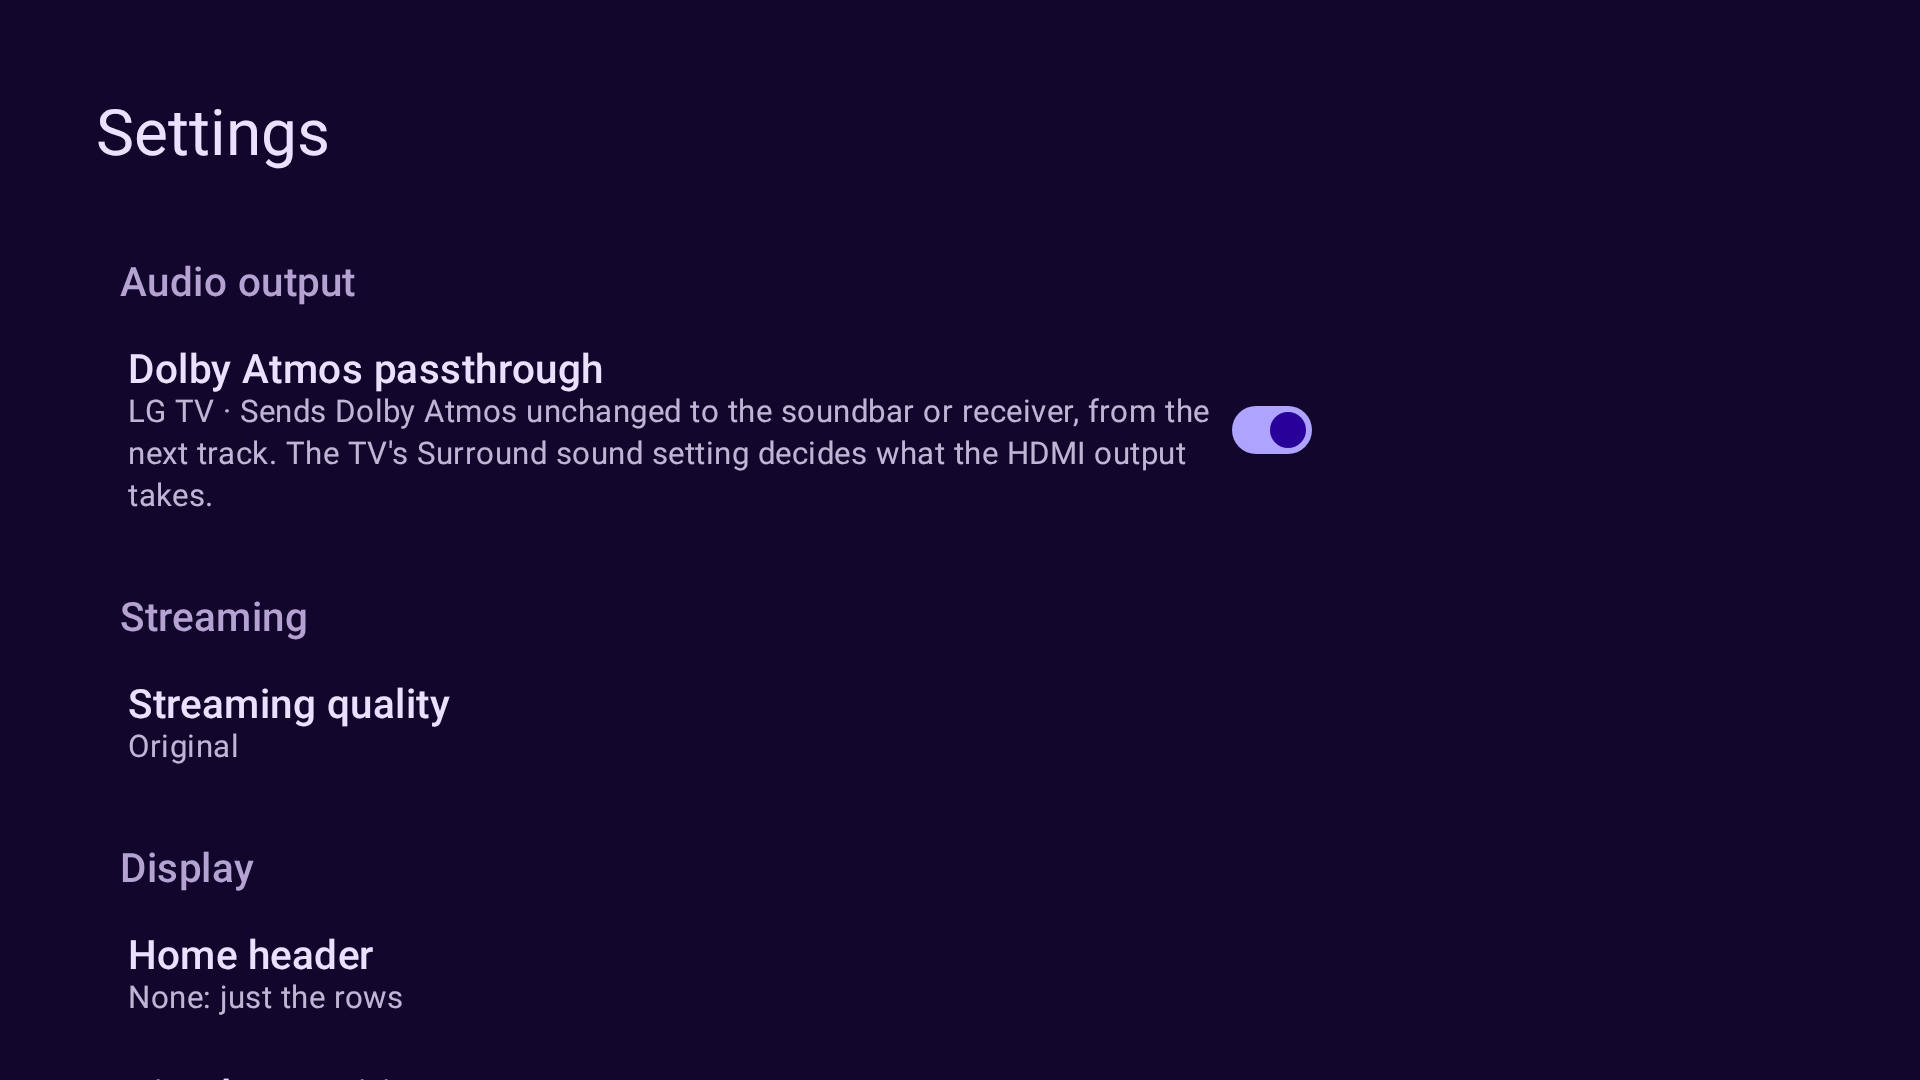 Settings
Audio output
Dolby Atmos passthrough
LG TV · Sends Dolby Atmos unchanged to the soundbar or receiver, from the
next track. The TV's Surround sound setting decides what the HDMI output
takes.
Streaming
Streaming quality
Original
Display
Home header
None: just the rows